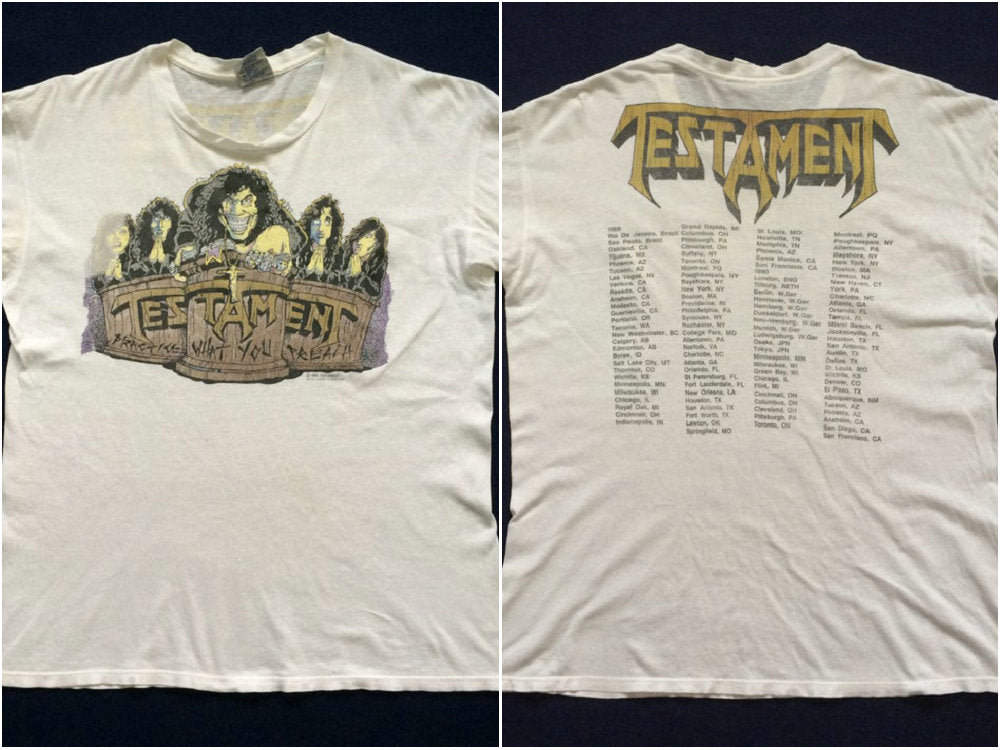 TESTAMENT
PRACTICE WHAT YOU PREACH
TESTAMENT
1989
Rio De Janeiro, Brazil
Sao Paolo, Brazil
Oakland, CA
Tijuana, MX
Phoenix, AZ
Tucson, AZ
Las Vegas, NV
Ventura, CA
Reseda, CA
Anaheim, CA
Modesto, CA
Guerneville, CA
Portland, OR
Tacoma, WA
New Westminster, BC
Calgary, AB
Edmonton, AB
Boise, ID
Salt Lake City, UT
Thornton, CO
Wichita, KS
Minneapolis, MN
Milwaukee, WI
Chicago, IL
Royal Oak, MI
Cincinnati, OH
Indianapolis, IN
Grand Rapids, MI
Columbus, OH
Pittsburgh, PA
Cleveland, OH
Buffalo, NY
Toronto, ON
Montreal, PQ
Poughkeepsie, NY
Bayshore, NY
New York, NY
Boston, MA
Providence, RI
Philadelphia, PA
Syracuse, NY
Rochester, NY
College Park, MD
Allentown, PA
Norfolk, VA
Charlotte, NC
Atlanta, GA
Orlando, FL
St Petersburg, FL
Fort Lauderdale, FL
New Orleans, LA
Houston, TX
San Antonio, TX
Fort Worth, TX
Lawton, OK
Springfield, MO
St Louis, MO
Nashville, TN
Memphis, TN
Phoenix, AZ
Santa Monica, CA
San Francisco, CA
1990
London, ENG
Tilburg, NETH
Berlin, W.Ger
Hannover, W.Ger
Hamburg, W.Ger
Dusseldorf, W.Ger
Neu-Isenburg, W.Ger
Munich, W.Ger
Ludwigsburg, W.Ger
Osaka, JPN
Tokyo, JPN
Minneapolis, MN
Milwaukee, WI
Green Bay, WI
Chicago, IL
Flint, MI
Cincinnati, OH
Columbus, OH
Cleveland, OH
Pittsburg, PA
Toronto, ON
Montreal, PQ
Poughkeepsie, NY
Allentown, PA
Bayshore, NY
New York, NY
Boston, MA
Trenton, NJ
New Haven, CT
York, PA
Charlotte, NC
Atlanta, GA
Orlando, FL
Tampa, FL
Miami Beach, FL
Jacksonville, FL
Houston, TX
San Antonio, TX
Austin, TX
Dallas, TX
St. Louis, MO
Wichita, KS
Denver, CO
El Paso, TX
Albuquerque, NM
Tucson, AZ
Phoenix, AZ
Anaheim, CA
San Diego, CA
San Francisco, CA